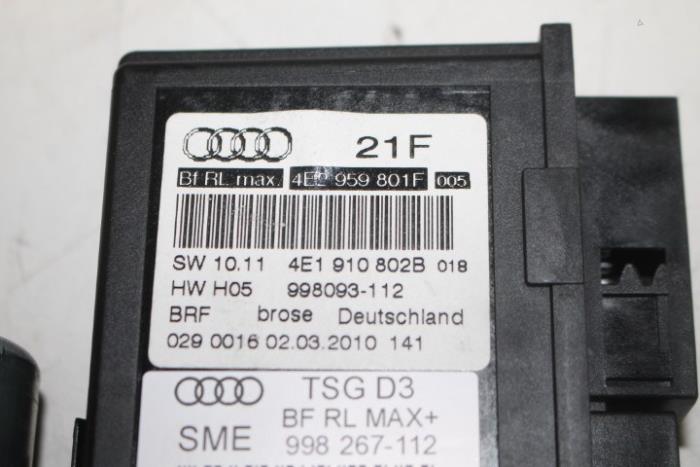 21F
Bf RL max. 4E2 959 801F 005
SW 10.11 4E1 910 802B 018
HW H05 998093-112
BRF brose Deutschland
029 0016 02.03.2010 141
TSG D3
BF RL MAX+
SME 998 267-112